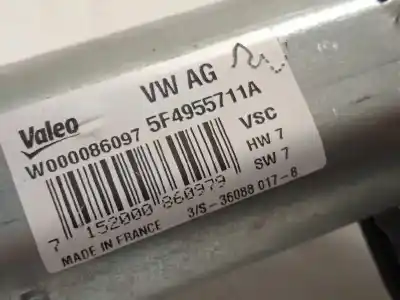 Valeo
VW AG
W000086097 5F4955711A
VSC
HW 7
SW 7
7 152000 860979
MADE IN FRANCE
3/S-36088 017-8